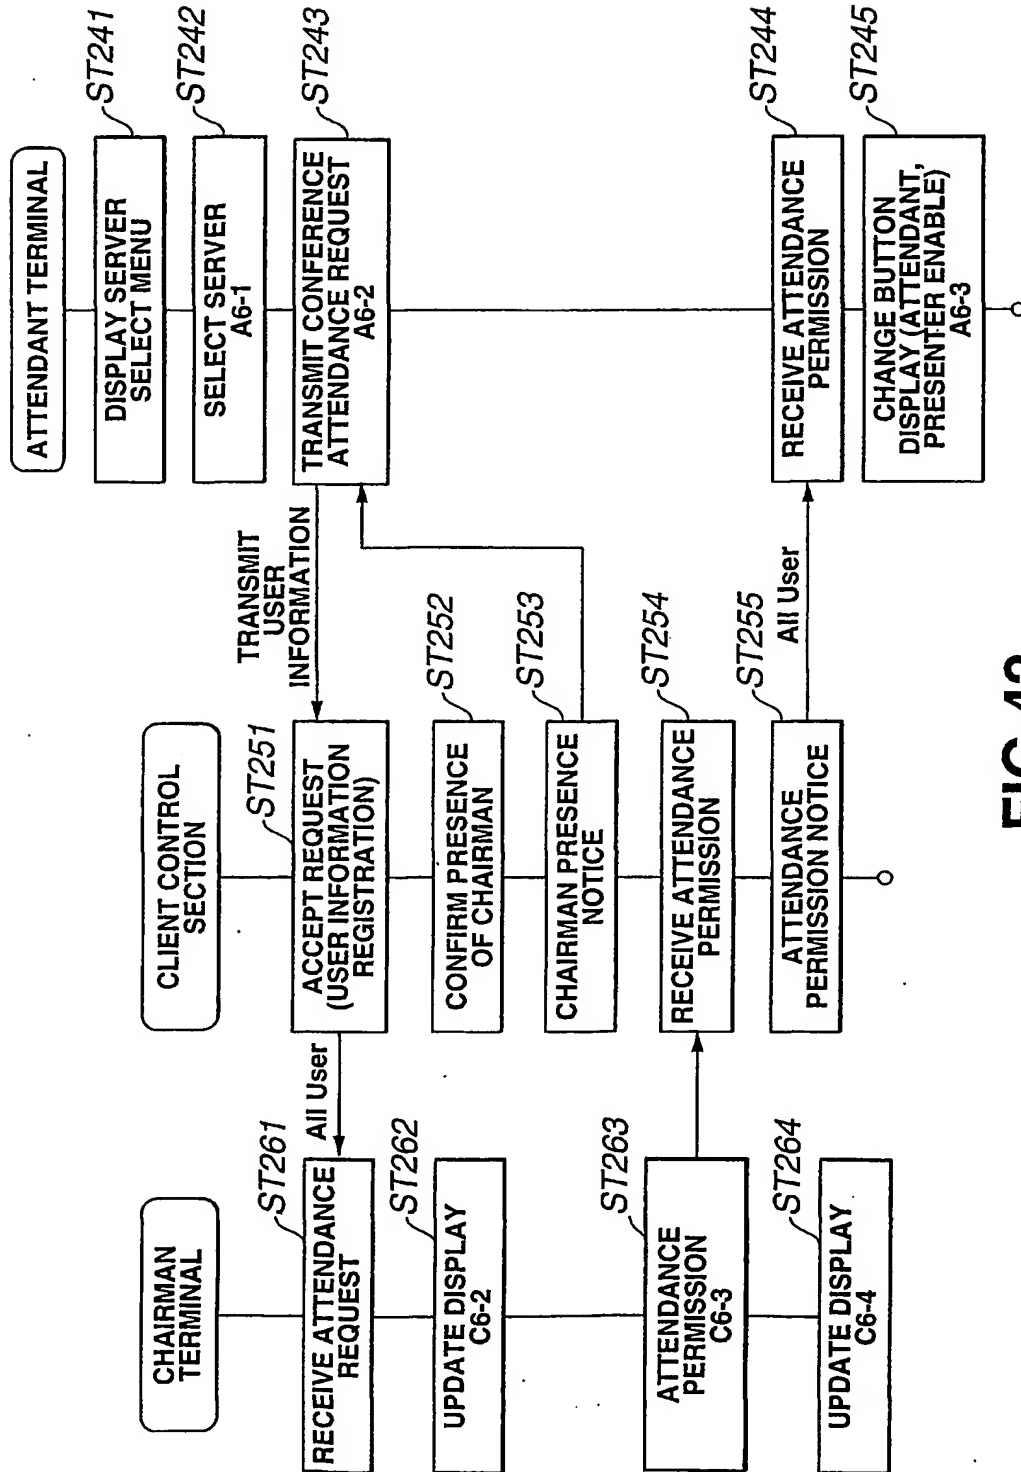 CHAIRMAN
TERMINAL
ST261
RECEIVE ATTENDANCE
REQUEST
ST262
UPDATE DISPLAY
C6-2
ST263
ATTENDANCE
PERMISSION
C6-3
ST264
UPDATE DISPLAY
C6-4
All User
CLIENT CONTROL
SECTION
ST251
ACCEPT REQUEST
(USER INFORMATION
REGISTRATION)
ST252
CONFIRM PRESENCE
OF CHAIRMAN
ST253
CHAIRMAN PRESENCE
NOTICE
ST254
RECEIVE ATTENDANCE
PERMISSION
ST255
ATTENDANCE
PERMISSION NOTICE
TRANSMIT
USER
INFORMATION
All User
ATTENDANT TERMINAL
ST241
DISPLAY SERVER
SELECT MENU
ST242
SELECT SERVER
A6-1
ST243
TRANSMIT CONFERENCE
ATTENDANCE REQUEST
A6-2
ST244
RECEIVE ATTENDANCE
PERMISSION
ST245
CHANGE BUTTON
DISPLAY (ATTENDANT,
PRESENTER ENABLE)
A6-3
FIG